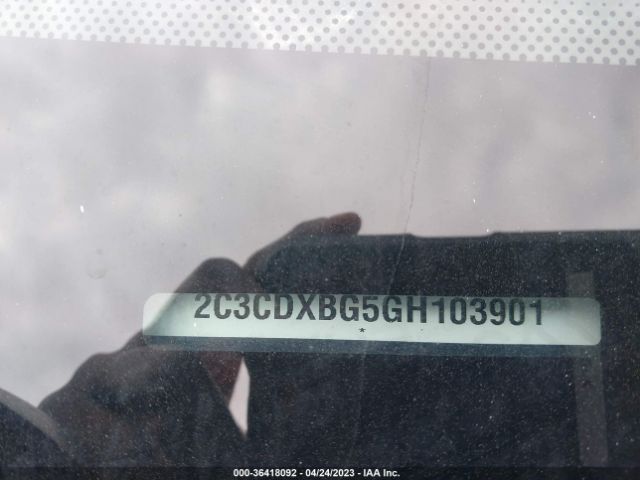 2C3CDXBG5GH103901
*
000-36418092 - 04/24/2023 - IAA Inc.